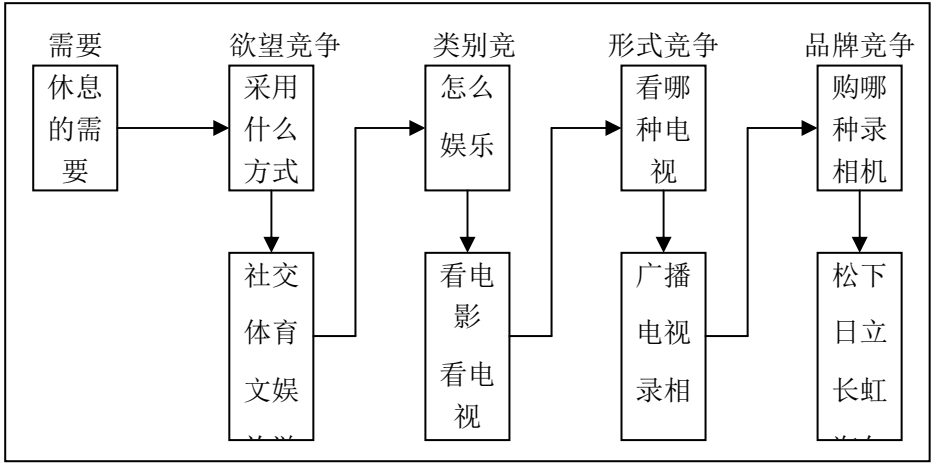 需要
欲望竞争
类别竞
形式竞争
品牌竞争
休息
的需
要
采用
什么
方式
怎么
娱乐
看哪
种电
视
购哪
种录
相机
社交
体育
文娱
看电
影
看电
视
广播
电视
录相
松下
日立
长虹